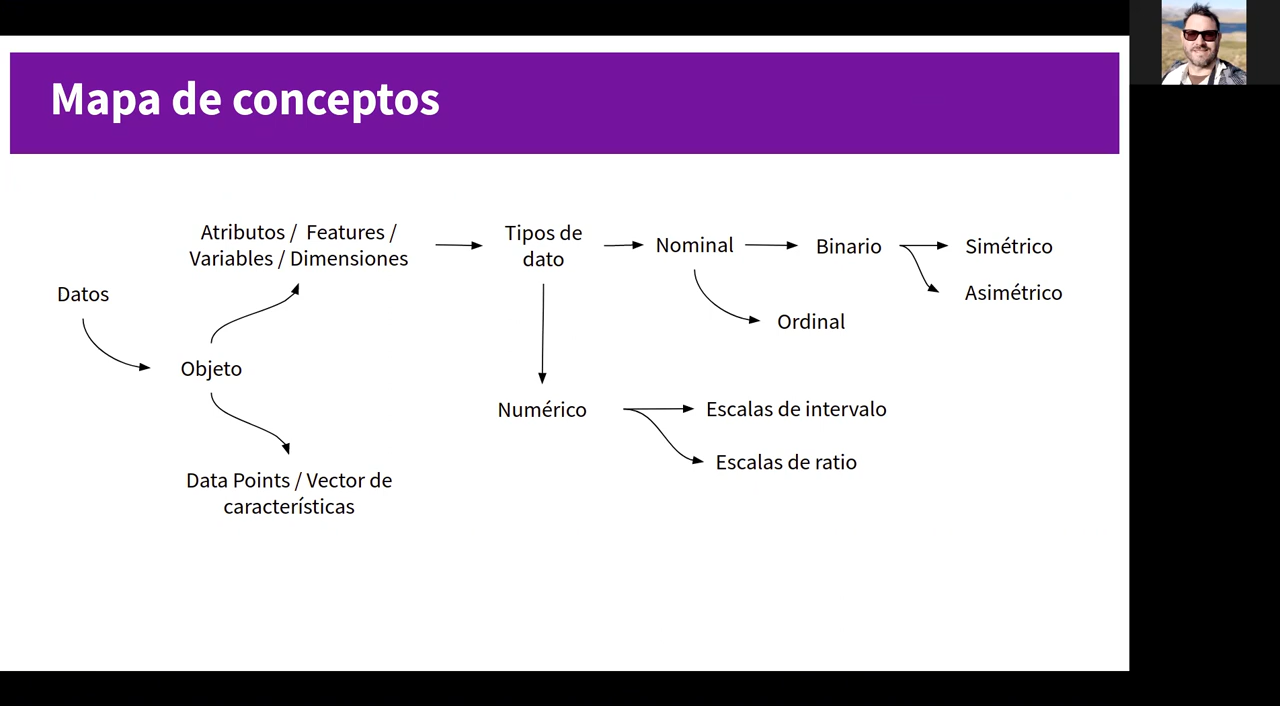 Mapa de conceptos
Atributos / Features /
Variables / Dimensiones
Tipos de
dato
Nominal
Binario
Simétrico
Asimétrico
Datos
Ordinal
Objeto
Numérico
Escalas de intervalo
Escalas de ratio
Data Points / Vector de
características